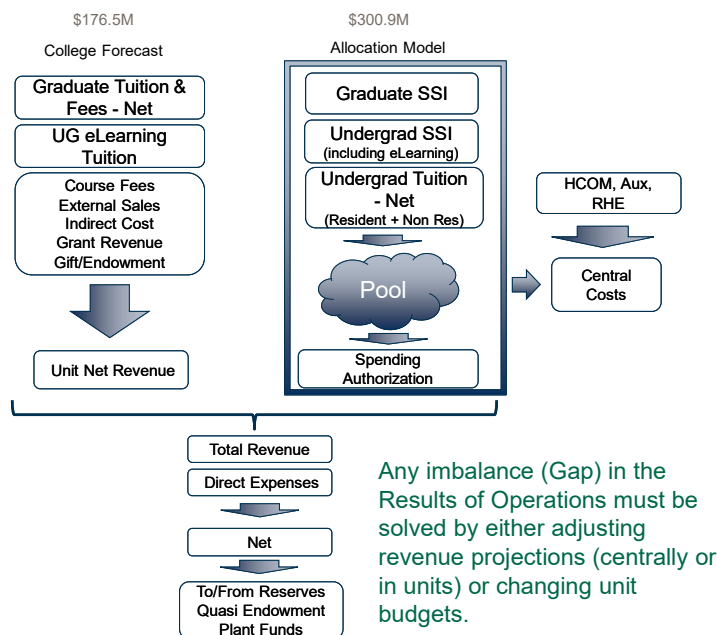 $176.5M
College Forecast
Graduate Tuition &
Fees - Net
UG eLearning
Tuition
Course Fees
External Sales
Indirect Cost
Grant Revenue
Gift/Endowment
Unit Net Revenue
$300.9M
Allocation Model
Graduate SSI
Undergrad SSI
(including eLearning)
Undergrad Tuition
- Net
(Resident + Non Res)
Pool
Spending
Authorization
HCOM, Aux,
RHE
Central
Costs
Total Revenue
Direct Expenses
Net
To/From Reserves
Quasi Endowment
Plant Funds
Any imbalance (Gap) in the
Results of Operations must be
solved by either adjusting
revenue projections (centrally or
in units) or changing unit
budgets.